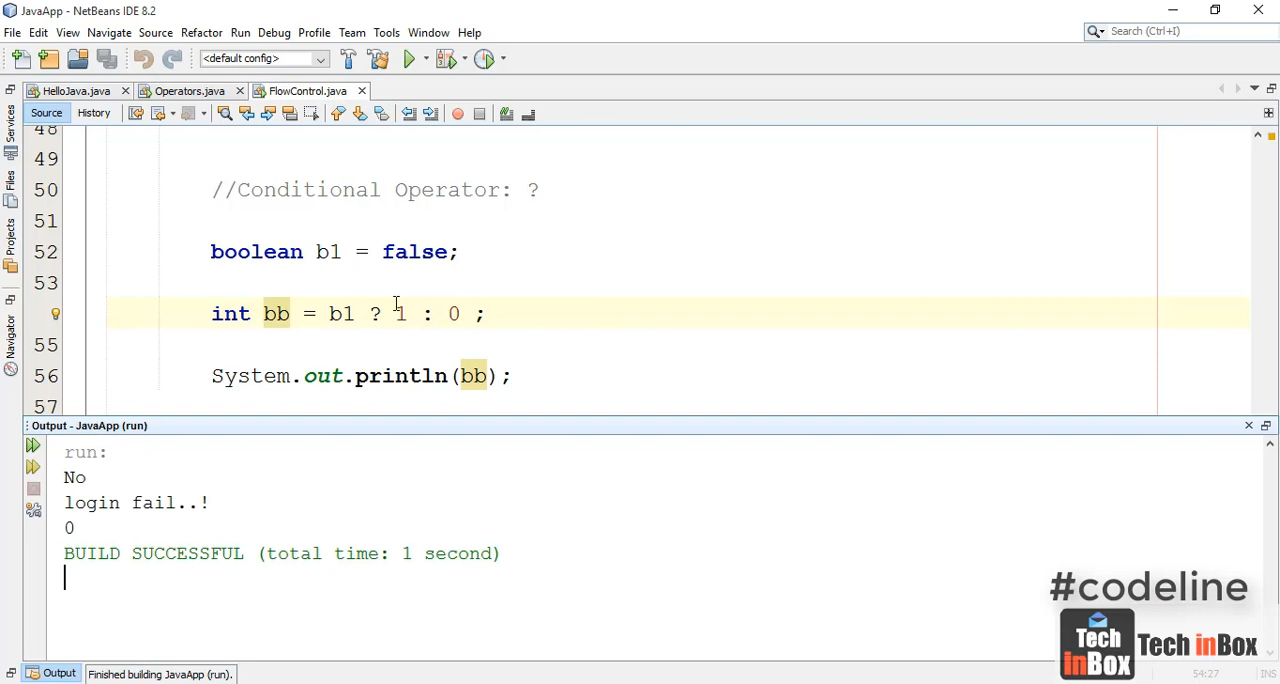 JavaApp - NetBeans IDE 8.2
File Edit View Navigate Source Refactor Run Debug Profile Team Tools Window Help
Search (Ctrl+I)
<default config>
HelloJava.java Operators.java FlowControl.java
Source History
Services
Files
Projects
Navigator
48
49
50 //Conditional Operator: ?
51
52 boolean b1 = false;
53
int bb = b1 ? 1 : 0 ;
55
56 System.out.println(bb);
57
Output - JavaApp (run)
run:
No
login fail..!
0
BUILD SUCCESSFUL (total time: 1 second)
#codeline
Tech inBox Tech inBox
Output Finished building JavaApp (run).
54:27 INS